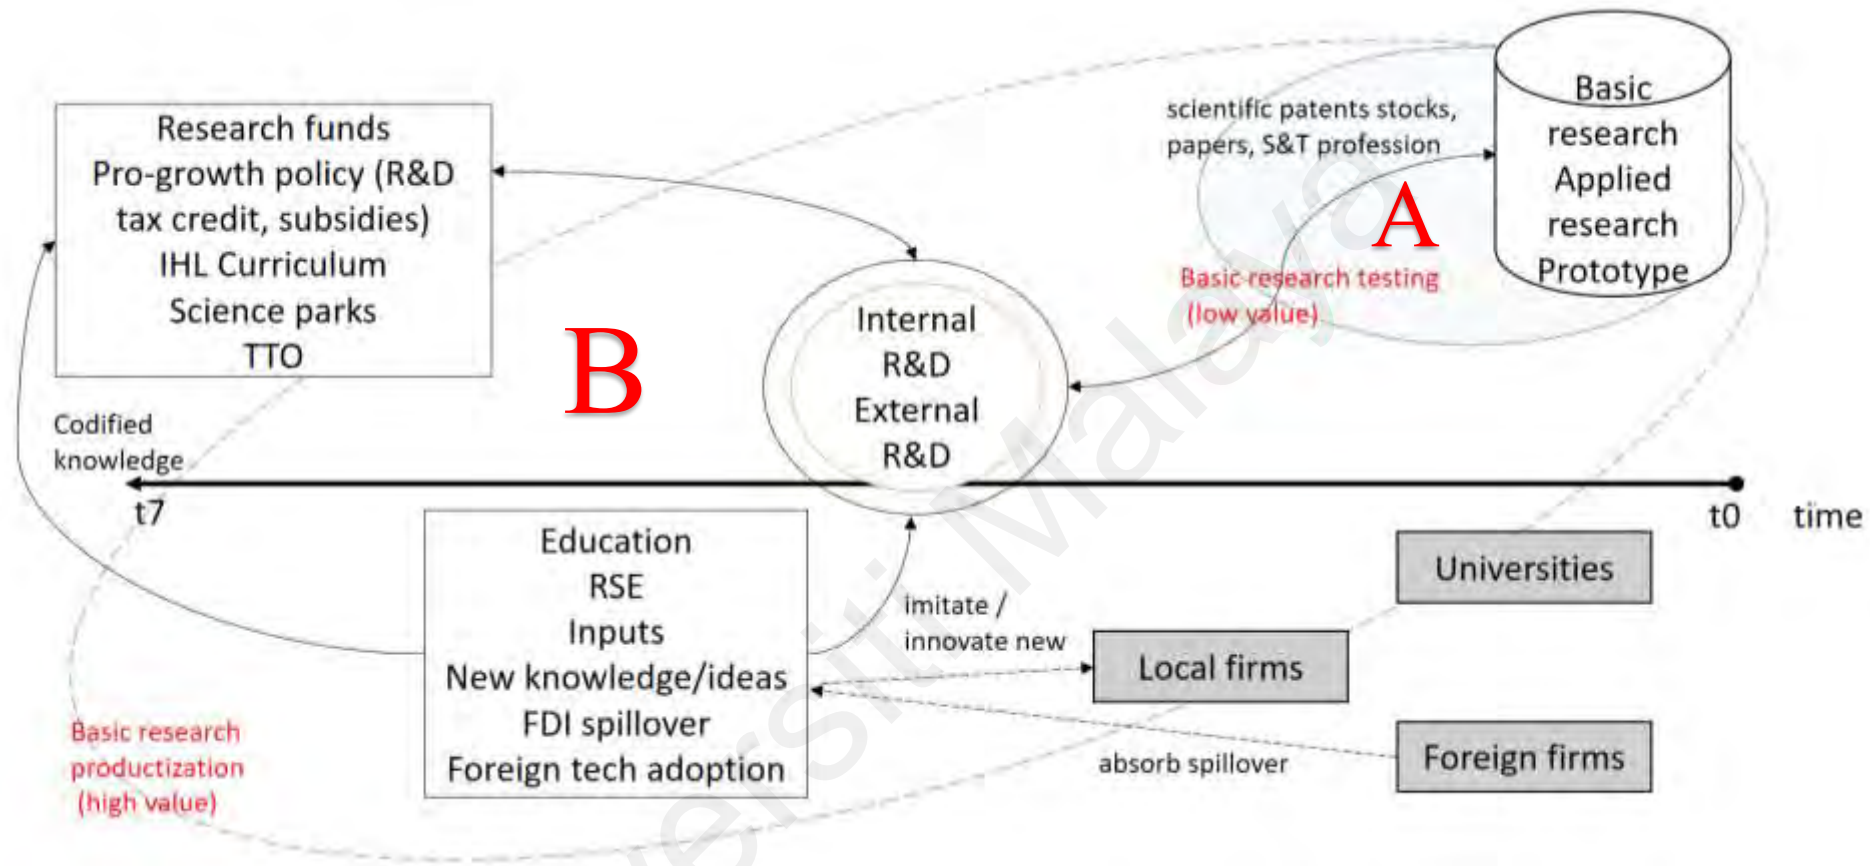 Research funds
Pro-growth policy (R&D
tax credit, subsidies)
IHL Curriculum
Science parks
TTO
scientific patents stocks,
papers, S&T profession
Basic
research
Applied
research
Prototype
A
Basic research testing
(low value)
B
Internal
R&D
External
R&D
Codified
knowledge
t7
t0
time
Education
RSE
Inputs
New knowledge/ideas
FDI spillover
Foreign tech adoption
imitate /
innovate new
Universities
Local firms
Foreign firms
absorb spillover
Basic research
productization
(high value)
versiti Malaya